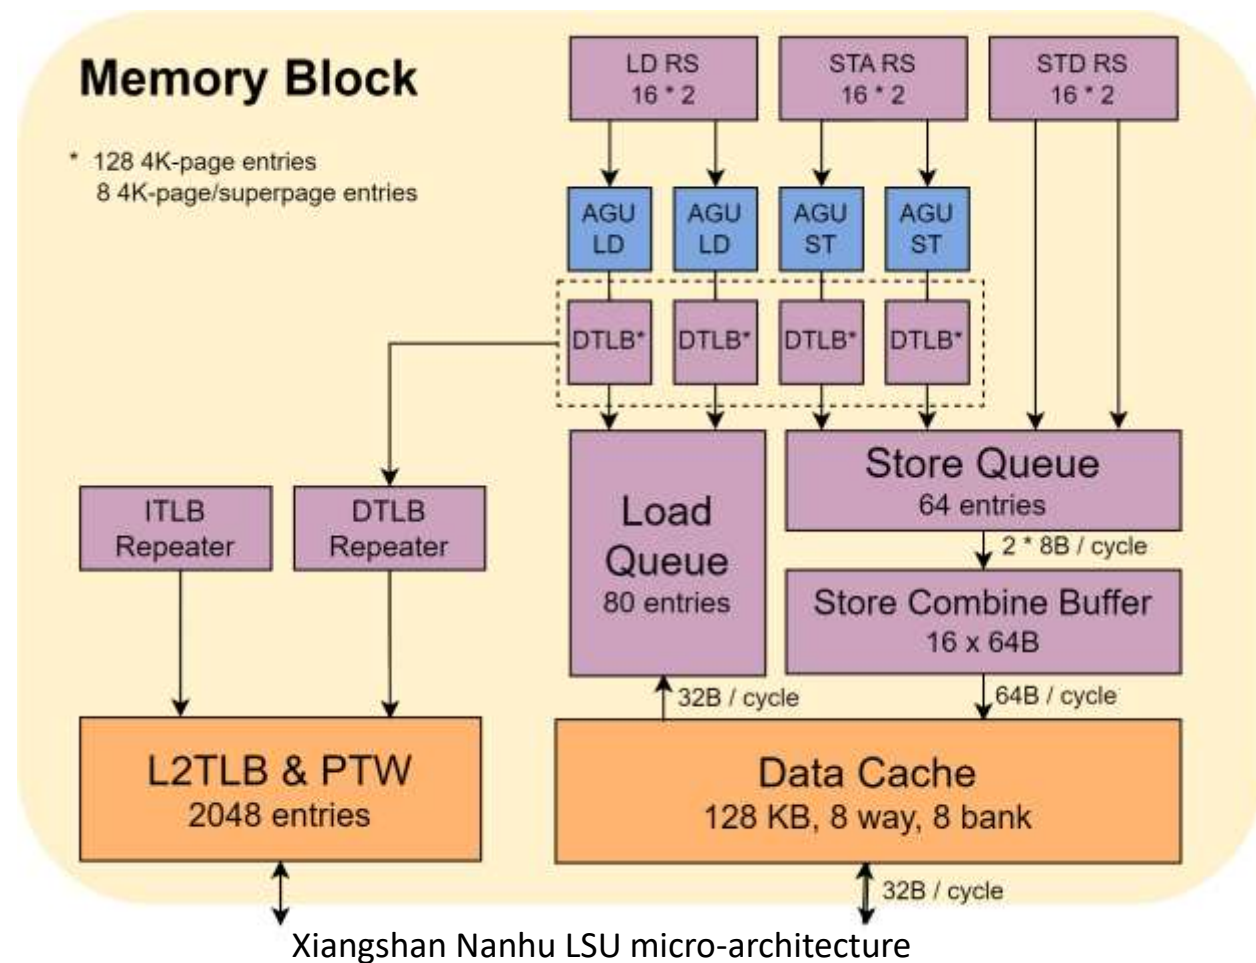 Memory Block
* 128 4K-page entries
8 4K-page/superpage entries
LD RS
16 * 2
STA RS
16 * 2
STD RS
16 * 2
AGU
LD
AGU
LD
AGU
ST
AGU
ST
DTLB*
DTLB*
DTLB*
DTLB*
ITLB
Repeater
DTLB
Repeater
Load
Queue
80 entries
Store Queue
64 entries
2 * 8B / cycle
Store Combine Buffer
16 x 64B
32B / cycle
64B / cycle
L2TLB & PTW
2048 entries
Data Cache
128 KB, 8 way, 8 bank
32B / cycle
Xiangshan Nanhu LSU micro-architecture